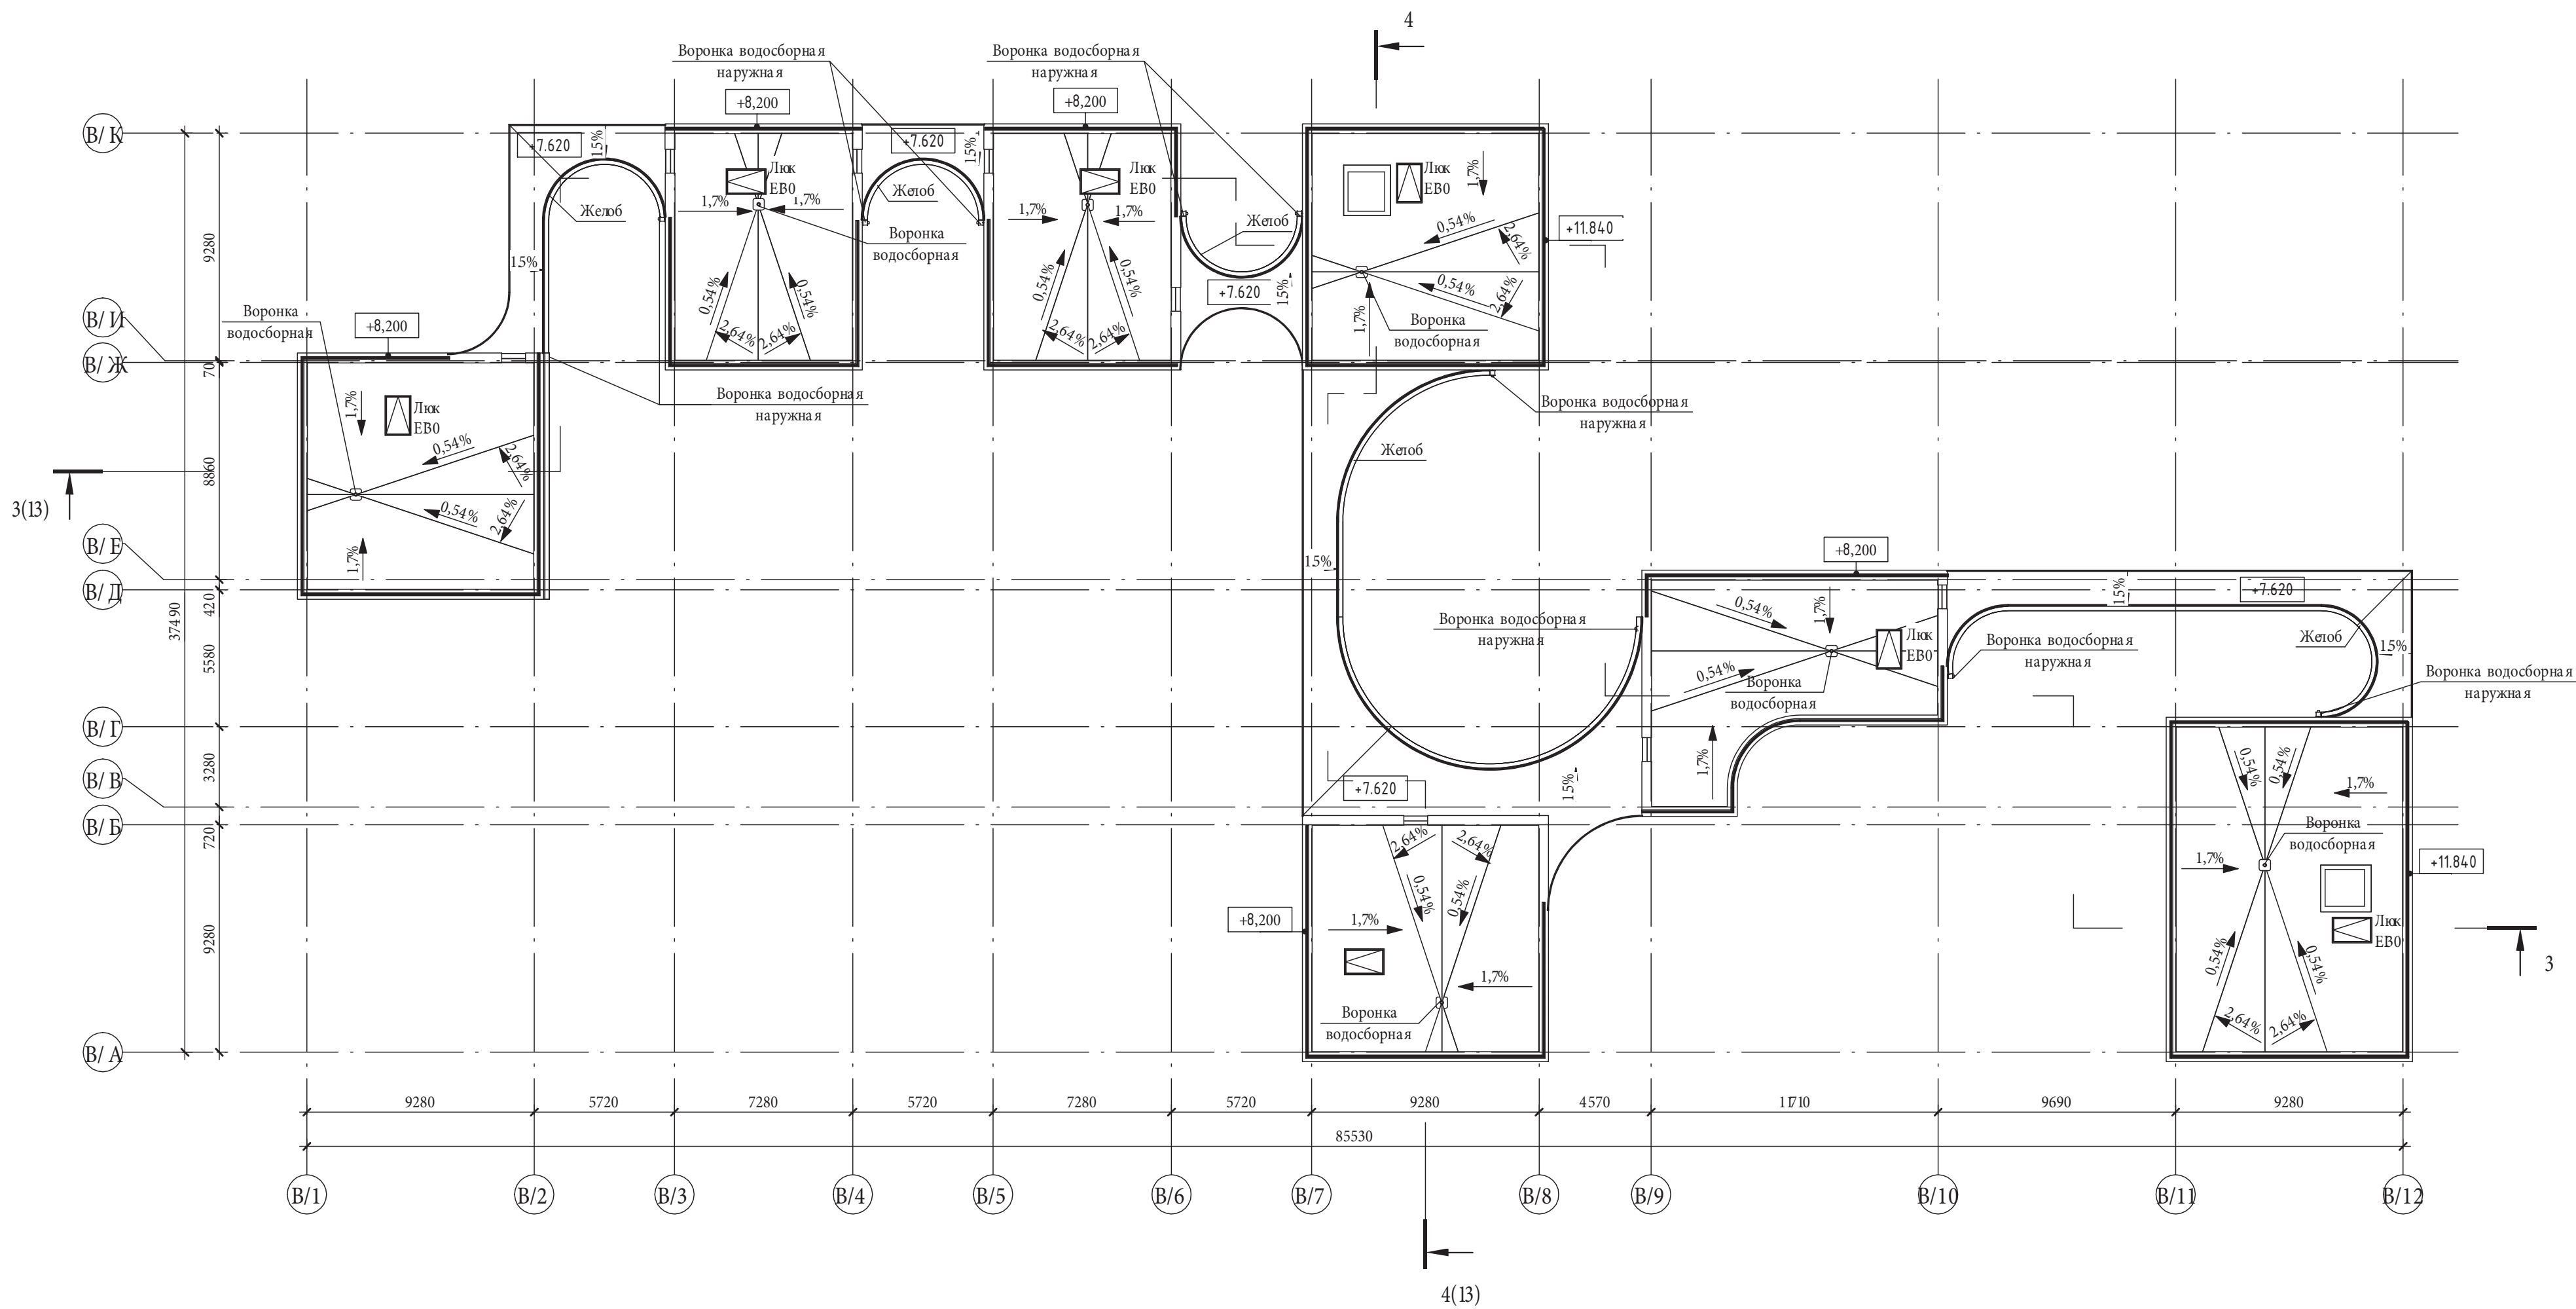 4
Воронка водосборная
наружная
Воронка водосборная
наружная
+8,200
+8,200
В/К
+7.620
15%
+7.620
15%
Люк
ЕВ0
Люк
ЕВ0
Люк
ЕВ0
1,7%
Желоб
Желоб
Желоб
1,7%
1,7%
1,7%
1,7%
0,54%
2,64%
+11.840
Воронка
водосборная
9280
15%
0,54%
0,54%
0,54%
0,54%
0,54%
2,64%
+7.620
15%
1,7%
Воронка
водосборная
Воронка
водосборная
+8,200
2,64%
2,64%
2,64%
2,64%
В/И
В/Ж
70
Воронка водосборная
наружная
Воронка водосборная
наружная
1,7%
Люк
ЕВ0
0,54%
2,64%
Желоб
8860
3(13)
0,54%
2,64%
1,7%
В/Е
В/Д
420
37490
15%
+8,200
0,54%
1,7%
15%
+7.620
Воронка водосборная
наружная
Люк
ЕВ0
Воронка водосборная
наружная
Желоб
15%
5580
0,54%
Воронка
водосборная
Воронка водосборная
наружная
В/Г
3280
1,7%
В/В
+7.620
15%
0,54%
0,54%
1,7%
В/Б
720
2,64%
2,64%
Воронка
водосборная
1,7%
+11.840
0,54%
0,54%
+8,200
1,7%
9280
Люк
ЕВ0
3
0,54%
0,54%
1,7%
Воронка
водосборная
2,64%
2,64%
В/А
9280
5720
7280
5720
7280
5720
9280
4570
11710
9690
9280
85530
В/1
В/2
В/3
В/4
В/5
В/6
В/7
В/8
В/9
В/10
В/11
В/12
4(13)